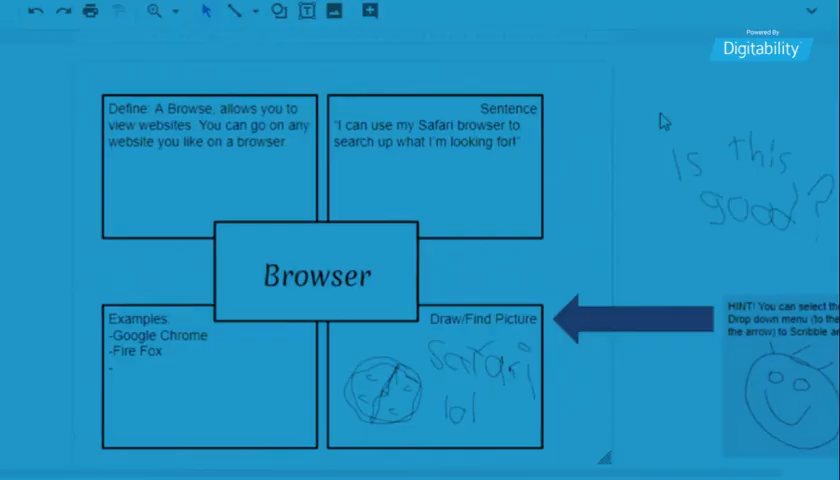 Powered By
Digitability
Define: A Browse, allows you to
view websites. You can go on any
website you like on a browser
Sentence
"I can use my Safari browser to
search up what I'm looking for!"
Is this
good?
Browser
Examples:
-Google Chrome
-Fire Fox
-
Draw/Find Picture
Safari
lol
HINT! You can select the
Drop down menu (to the
the arrow) to Scribble